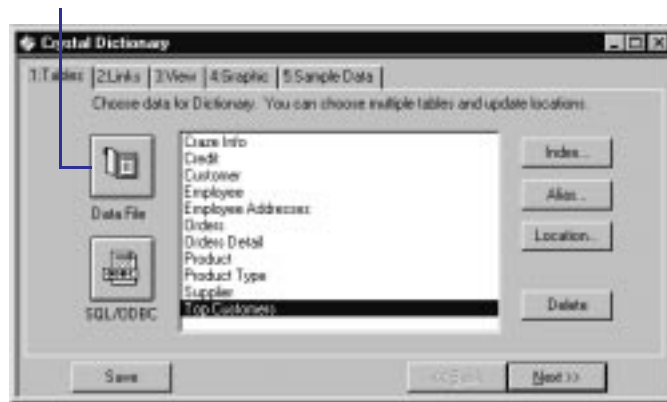 Crystal Dictionary
1:Tables 2:Links 3:View 4:Graphic 5:Sample Data
Choose data for Dictionary. You can choose multiple tables and update locations.
Craze Info
Credit
Customer
Employee
Employee Addresses
Orders
Orders Detail
Product
Product Type
Supplier
Top Customers
Data File
SQL/ODBC
Index...
Alias...
Location...
Delete
Save
<< Back
Next >>